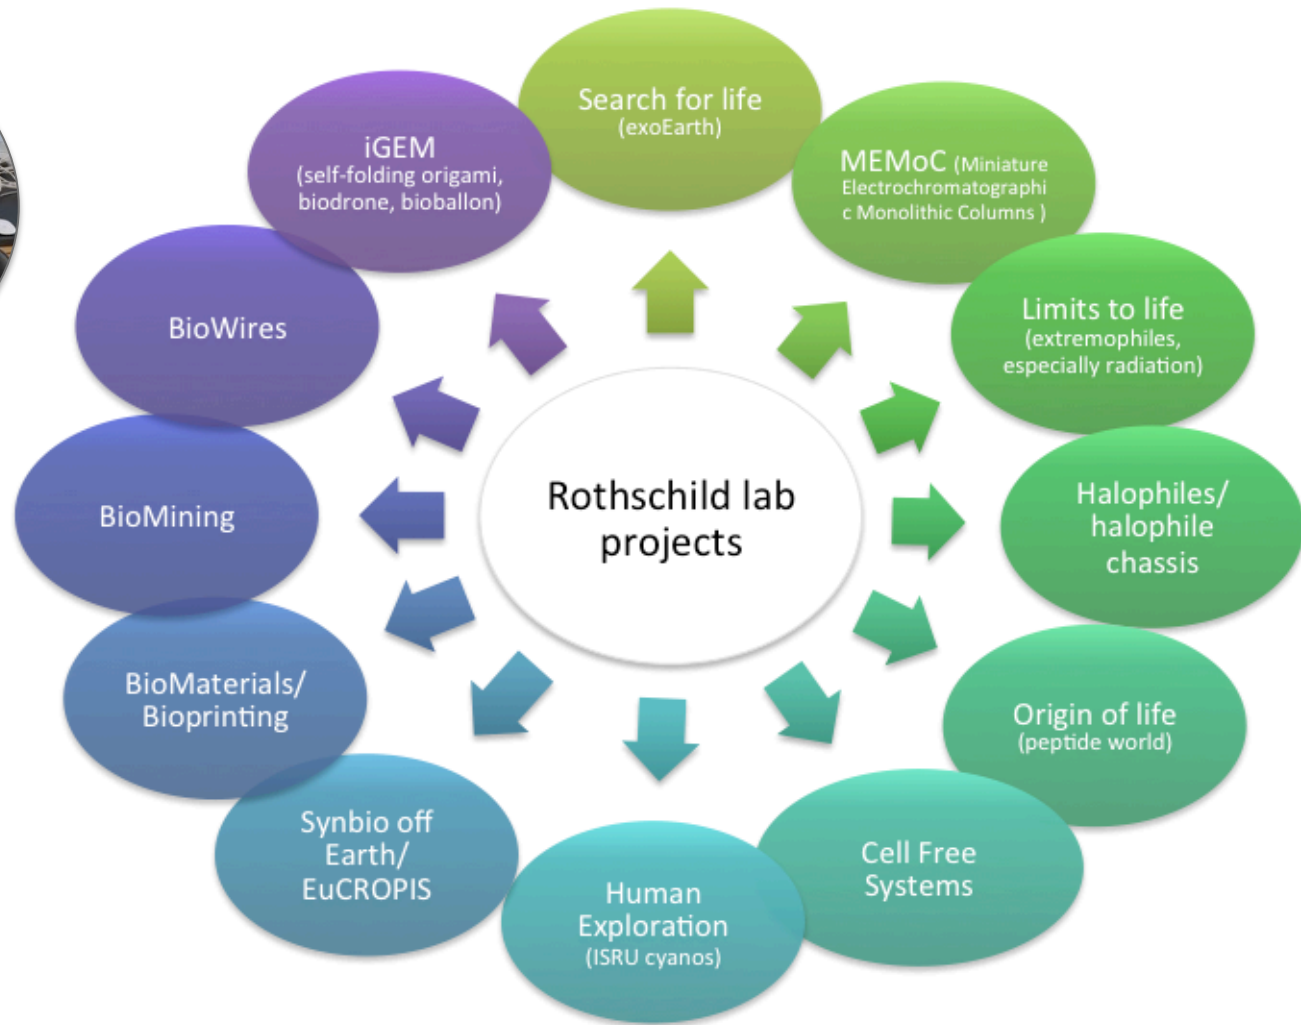 Search for life
(exoEarth)
MEMoC (Miniature
Electrochromatographi
c Monolithic Columns )
Limits to life
(extremophiles,
especially radiation)
Halophiles/
halophile
chassis
Origin of life
(peptide world)
Cell Free
Systems
Human
Exploration
(ISRU cyanos)
Synbio off
Earth/
EuCROPIS
BioMaterials/
Bioprinting
BioMining
BioWires
iGEM
(self-folding origami,
biodrone, bioballon)
Rothschild lab
projects